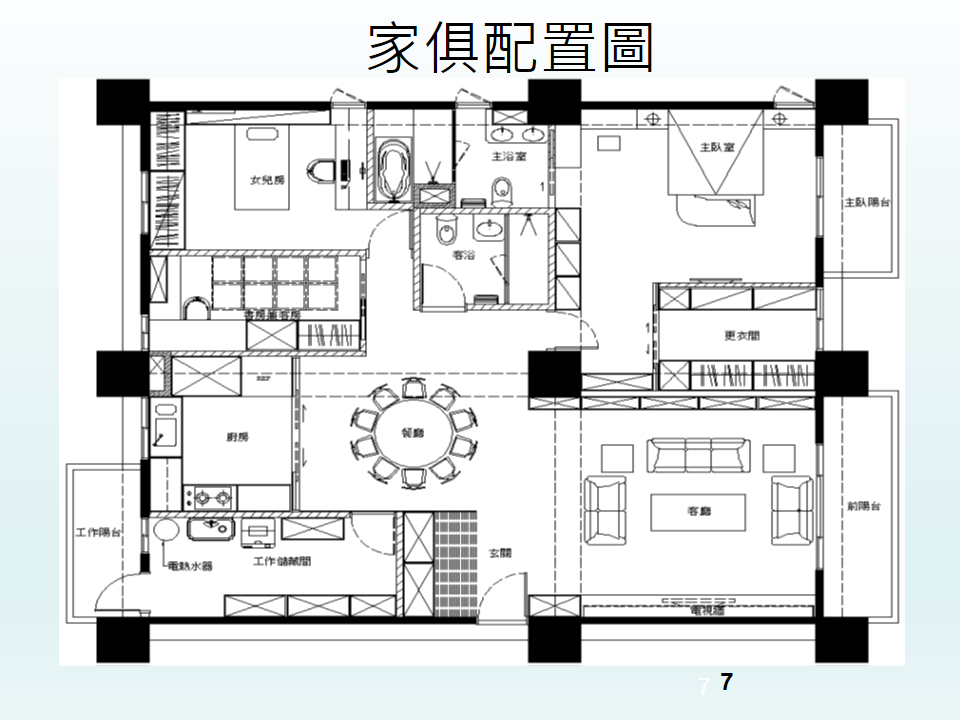 家俱配置圖
主臥室
主浴室
女兒房
主臥陽台
客浴
書房兼客房
更衣間
REF
餐廳
廚房
前陽台
客廳
工作陽台
玄關
工作儲藏間
電熱水器
電視牆
7 7